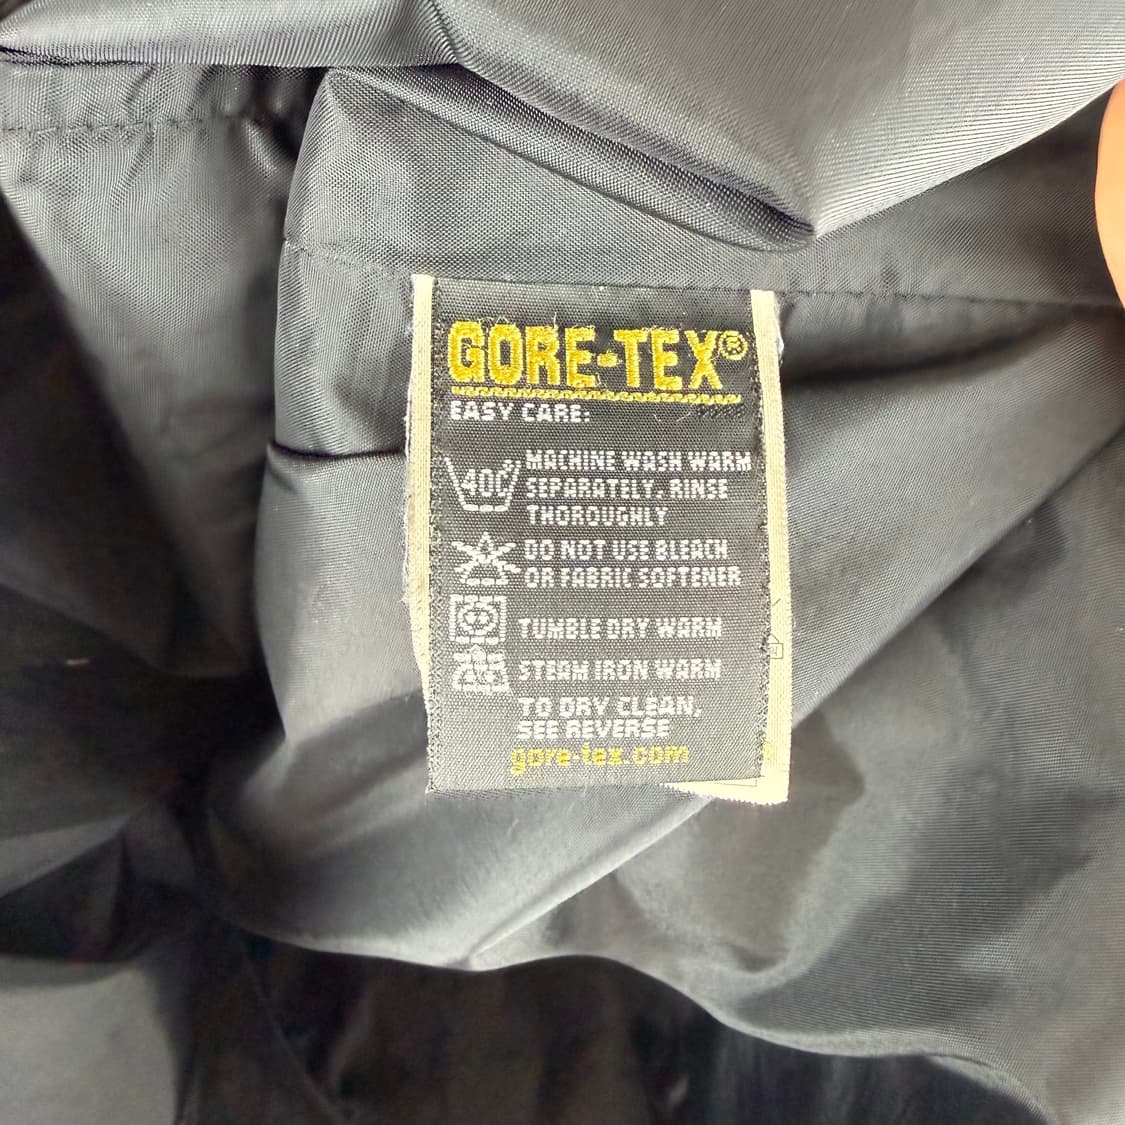 GORE-TEX®
EASY CARE:
40C MACHINE WASH WARM
SEPARATELY, RINSE
THOROUGHLY
DO NOT USE BLEACH
OR FABRIC SOFTENER
TUMBLE DRY WARM
STEAM IRON WARM
TO DRY CLEAN,
SEE REVERSE
gore-tex.com